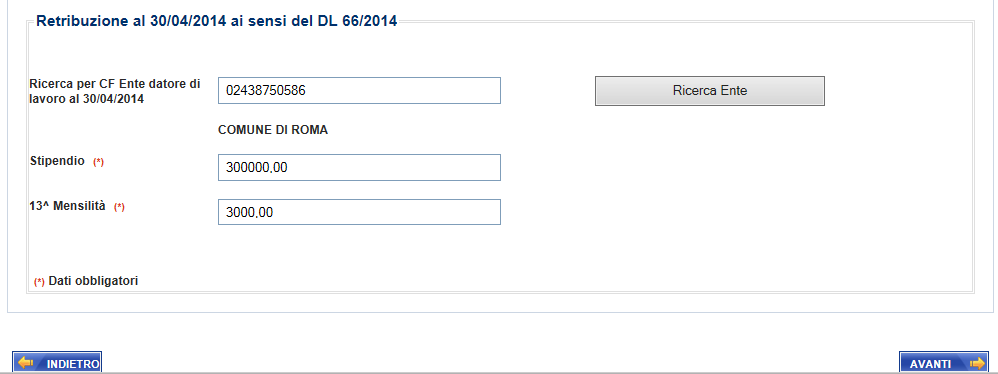 Retribuzione al 30/04/2014 ai sensi del DL 66/2014
Ricerca per CF Ente datore di
lavoro al 30/04/2014
02438750586
Ricerca Ente
COMUNE DI ROMA
Stipendio (*)
300000,00
13^ Mensilità (*)
3000,00
(*) Dati obbligatori
INDIETRO
AVANTI